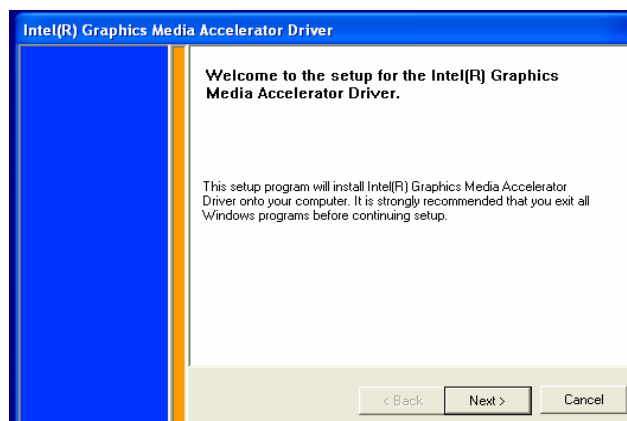 Intel(R) Graphics Media Accelerator Driver
Welcome to the setup for the Intel(R) Graphics
Media Accelerator Driver.
This setup program will install Intel(R) Graphics Media Accelerator
Driver onto your computer. It is strongly recommended that you exit all
Windows programs before continuing setup.
< Back Next > Cancel